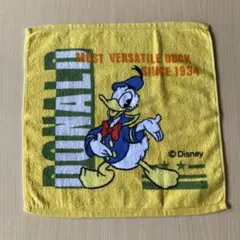 MOST VERSATILE DUCK
SINCE 1934
DONALD
©Disney